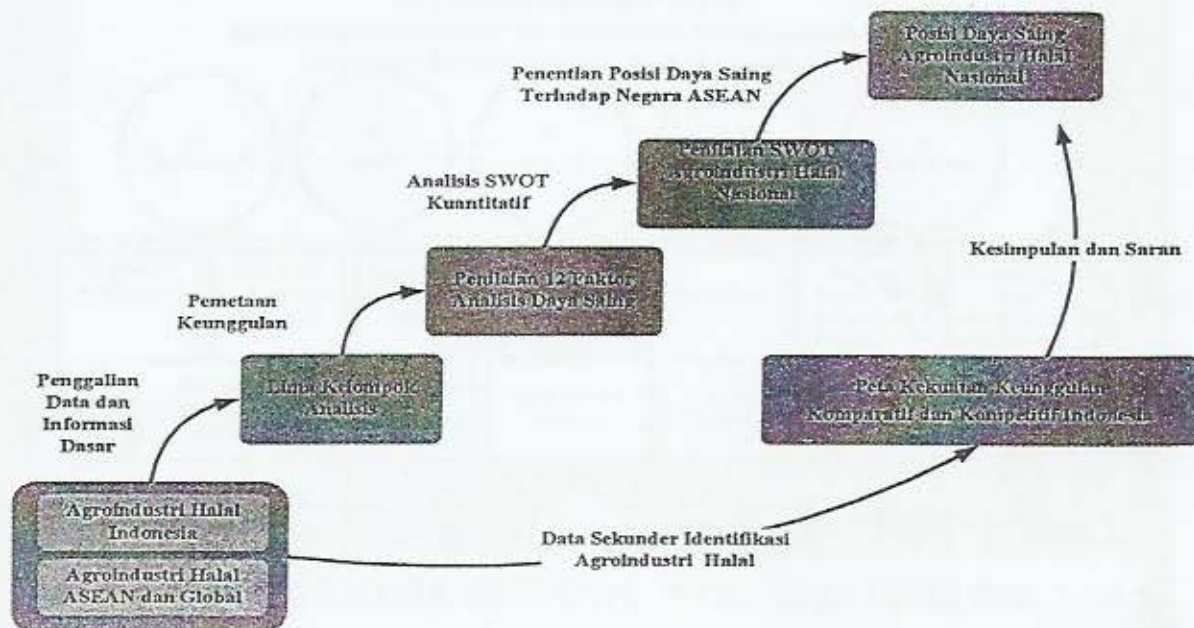 Posisi Daya Saing
Agroindustri Halal
Nasional
Penentian Posisi Daya Saing
Terhadap Negara ASEAN
Penilaian SWOT
Agroindustri Halal
Nasional
Analisis SWOT
Kuantitatif
Kesimpulan dan Saran
Penilaian 12 Faktor
Analisis Daya Saing
Pemetaan
Keunggulan
Lima Kelompok
Analisis
Peta Kekuatan Keunggulan
Komparatif dan Kompetitif Indonesia
Penggalian
Data dan
Informasi
Dasar
Agroindustri Halal
Indonesia
Data Sekunder Identifikasi
Agroindustri Halal
Agroindustri Halal
ASEAN dan Global